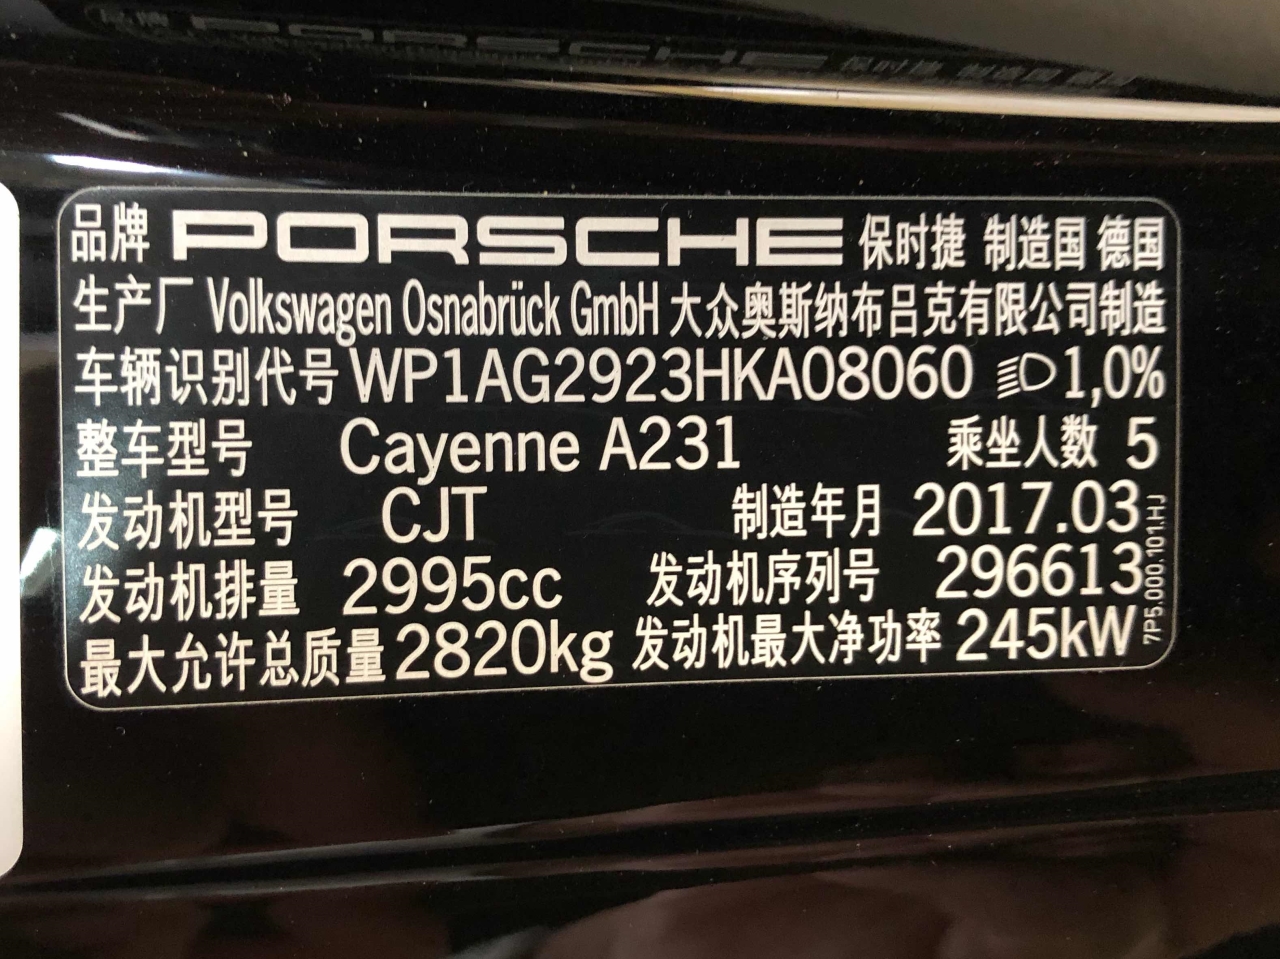 品牌 PORSCHE 保时捷 制造国 德国
生产厂 Volkswagen Osnabrück GmbH 大众奥斯纳布吕克有限公司制造
车辆识别代号 WP1AG2923HKA08060 1,0%
整车型号 Cayenne A231 乘坐人数 5
发动机型号 CJT 制造年月 2017.03
发动机排量 2995cc 发动机序列号 296613
最大允许总质量 2820kg 发动机最大净功率 245kW
7P5.000.101.HJ